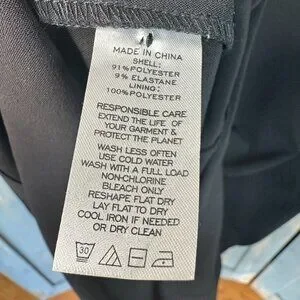 MADE IN CHINA
SHELL:
91%POLYESTER
9% ELASTANE
LINING:
100%POLYESTER
RESPONSIBLE CARE
EXTEND THE LIFE OF
YOUR GARMENT &
PROTECT THE PLANET
WASH LESS OFTEN
USE COLD WATER
WASH WITH A FULL LOAD
NON-CHLORINE
BLEACH ONLY
RESHAPE FLAT DRY
LAY FLAT TO DRY
COOL IRON IF NEEDED
OR DRY CLEAN
30